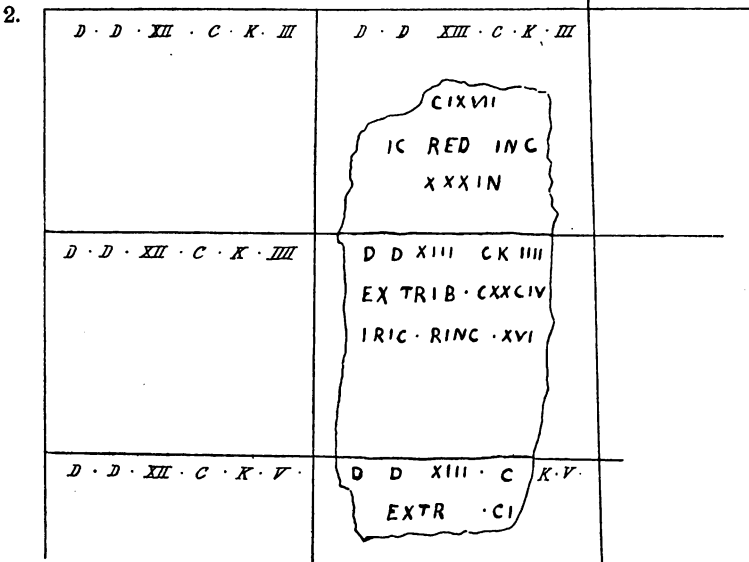 2.
D · D · XII · C · K · III
D · D XIII · C · K · III
CIXVII
IC RED INC
XXXIN
D · D · XII · C · K · IIII
D D XIII CK IIII
EX TRIB · CXXCIV
IRIC · RINC · XVI
D · D · XII · C · K · V ·
D D XIII · C K · V ·
EXTR · CI